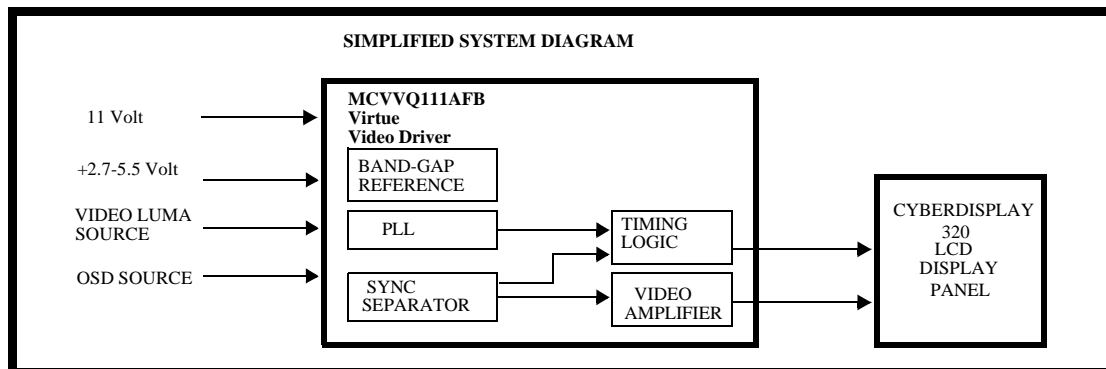 SIMPLIFIED SYSTEM DIAGRAM
11 Volt
+2.7-5.5 Volt
VIDEO LUMA
SOURCE
OSD SOURCE
MCVVQ111AFB
Virtue
Video Driver
BAND-GAP
REFERENCE
PLL
SYNC
SEPARATOR
TIMING
LOGIC
VIDEO
AMPLIFIER
CYBERDISPLAY
320
LCD
DISPLAY
PANEL